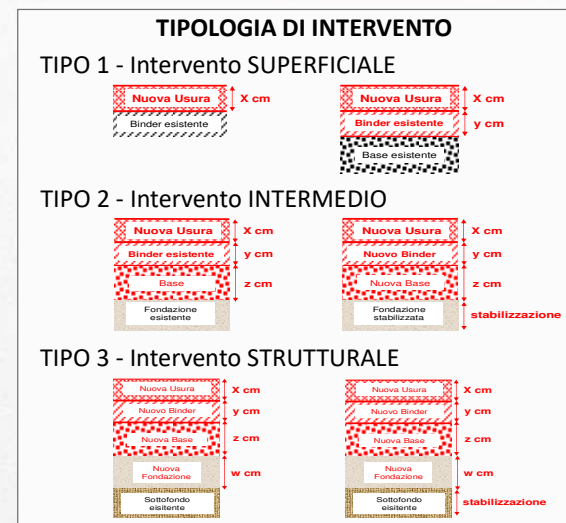 TIPOLOGIA DI INTERVENTO
TIPO 1 - Intervento SUPERFICIALE
Nuova Usura X cm
Binder esistente
Nuova Usura X cm
Binder esistente y cm
Base esistente
TIPO 2 - Intervento INTERMEDIO
Nuova Usura X cm
Binder esistente y cm
Base z cm
Fondazione
esistente
Nuova Usura X cm
Nuovo Binder y cm
Nuova Base z cm
Fondazione
stabilizzata stabilizzazione
TIPO 3 - Intervento STRUTTURALE
Nuova Usura X cm
Nuovo Binder y cm
Nuova Base z cm
Nuova
Fondazione w cm
Sottofondo
eisitente
Nuova Usura X cm
Nuovo Binder y cm
Nuova Base z cm
Nuova
Fondazione w cm
Sottofondo
eisitente stabilizzazione